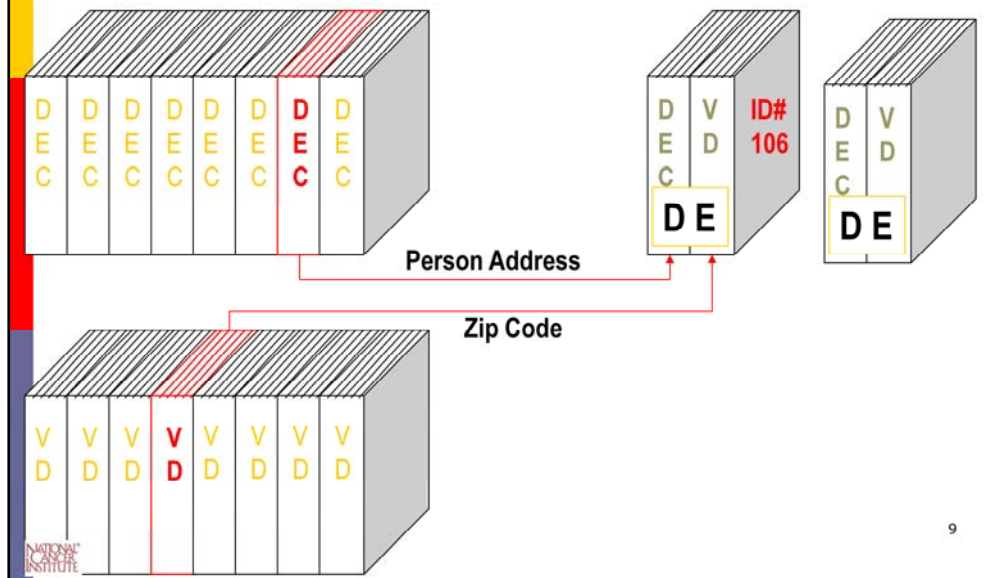 D D D D D D D D
E E E E E E E E
C C C C C C C C
D V ID#
E D 106
C
D E
D V
E D
C
D E
Person Address
Zip Code
V V V V V V V V
D D D D D D D D
9
NATIONAL
CANCER
INSTITUTE